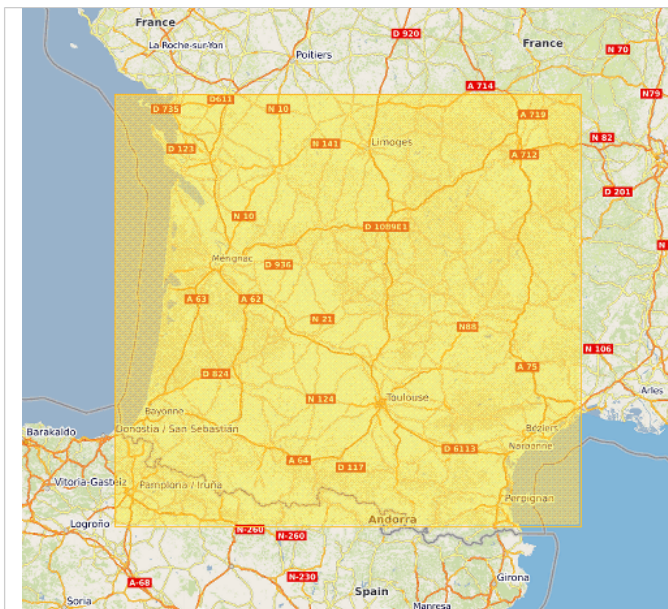 France
D 920
La Roche-sur-Yon
France
N 70
Poitiers
A 714
N79
D611
D 735
N 10
A 719
N 82
D 123
N 141
Limoges
A 712
D 201
N 10
D 1089E1
N
Mérignac
D 936
A 63
A 62
N 21
N88
N 106
A 75
D 824
Arles
N 124
Toulouse
Bayonne
Barakaldo
Donostia / San Sebastián
Béziers
Narbonne
D 6113
A 64
D 117
Vitoria-Gasteiz
Pamplona / Iruña
Perpignan
Logroño
Andorra
N-260
N-260
A-68
N-230
Girona
Spain
Soria
Manresa